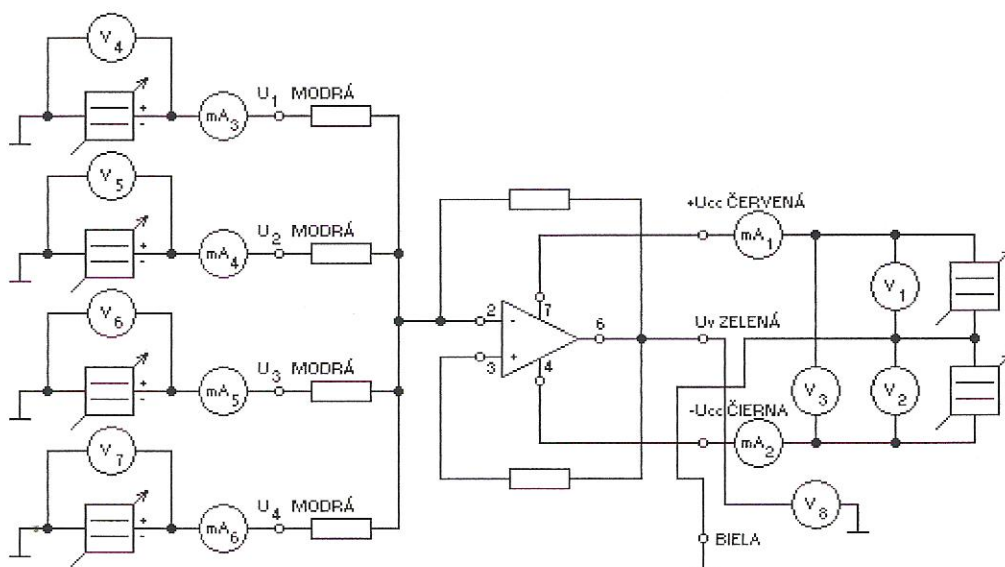 V4
+
-
mA3
U1 MODRÁ
V5
+
-
mA4
U2 MODRÁ
V6
+
-
mA5
U3 MODRÁ
V7
+
-
mA6
U4 MODRÁ
2
-
7
6
3
+
4
+Ucc ČERVENÁ
mA1
V1
Uv ZELENÁ
V3
V2
-Ucc ČIERNA
mA2
V8
BIELA